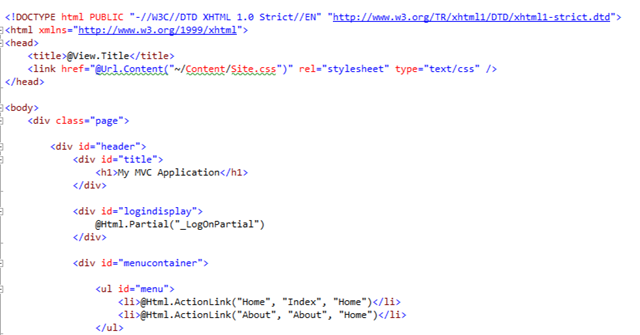 <!DOCTYPE html PUBLIC "-//W3C//DTD XHTML 1.0 Strict//EN" "http://www.w3.org/TR/xhtml1/DTD/xhtml1-strict.dtd">
<html xmlns="http://www.w3.org/1999/xhtml">
<head>
    <title>@View.Title</title>
    <link href="@Url.Content("~/Content/Site.css")" rel="stylesheet" type="text/css" />
</head>
<body>
    <div class="page">
        <div id="header">
            <div id="title">
                <h1>My MVC Application</h1>
            </div>
            <div id="logindisplay">
                @Html.Partial("_LogOnPartial")
            </div>
            <div id="menucontainer">
                <ul id="menu">
                    <li>@Html.ActionLink("Home", "Index", "Home")</li>
                    <li>@Html.ActionLink("About", "About", "Home")</li>
                </ul>